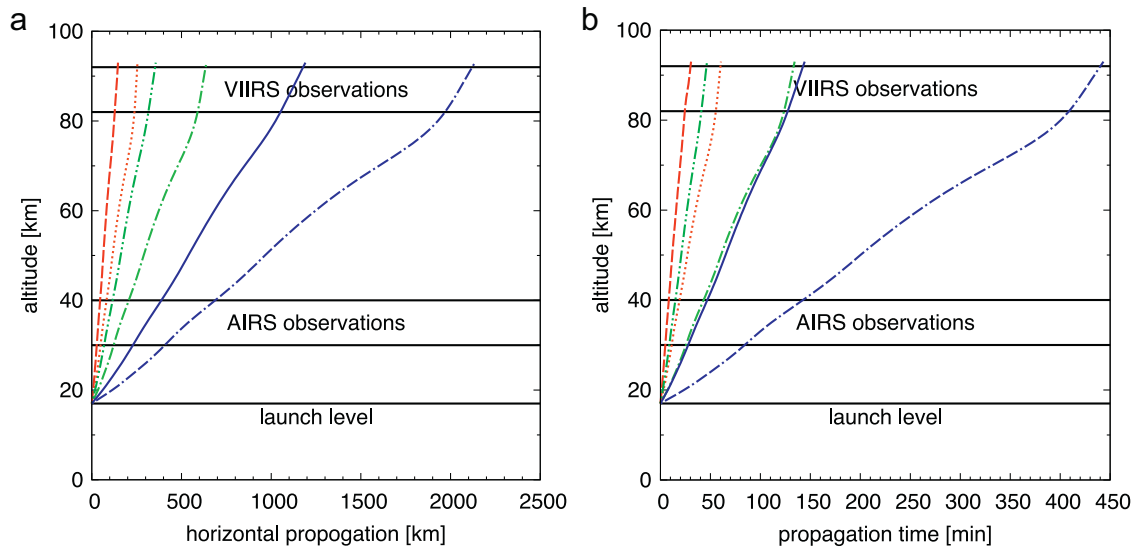 a
100
80
60
40
20
0
altitude [km]
VIIRS observations
AIRS observations
launch level
0 500 1000 1500 2000 2500
horizontal propogation [km]
b
100
80
60
40
20
0
altitude [km]
VIIRS observations
AIRS observations
launch level
0 50 100 150 200 250 300 350 400 450
propagation time [min]